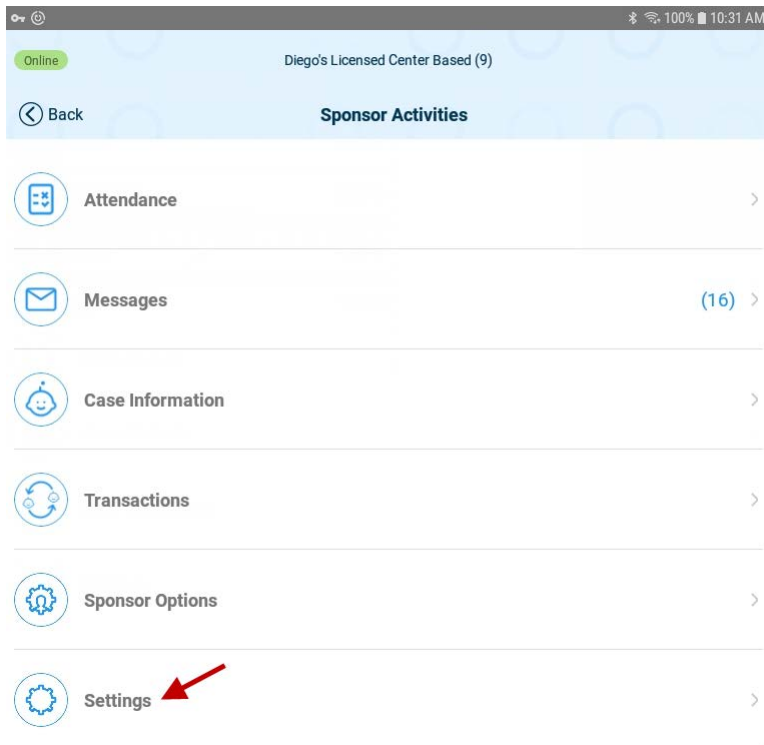 100% 10:31 AM
Online
Diego's Licensed Center Based (9)
Back
Sponsor Activities
Attendance
Messages
(16)
Case Information
Transactions
Sponsor Options
Settings